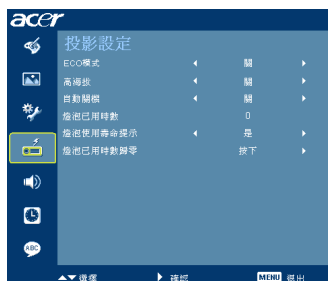 acer
投影設定
ECO模式 關
高海拔 關
自動關機 關
燈泡已用時數 0
燈泡使用壽命提示 是
燈泡已用時數歸零 按下
ABC
選擇 確認 MENU 退出